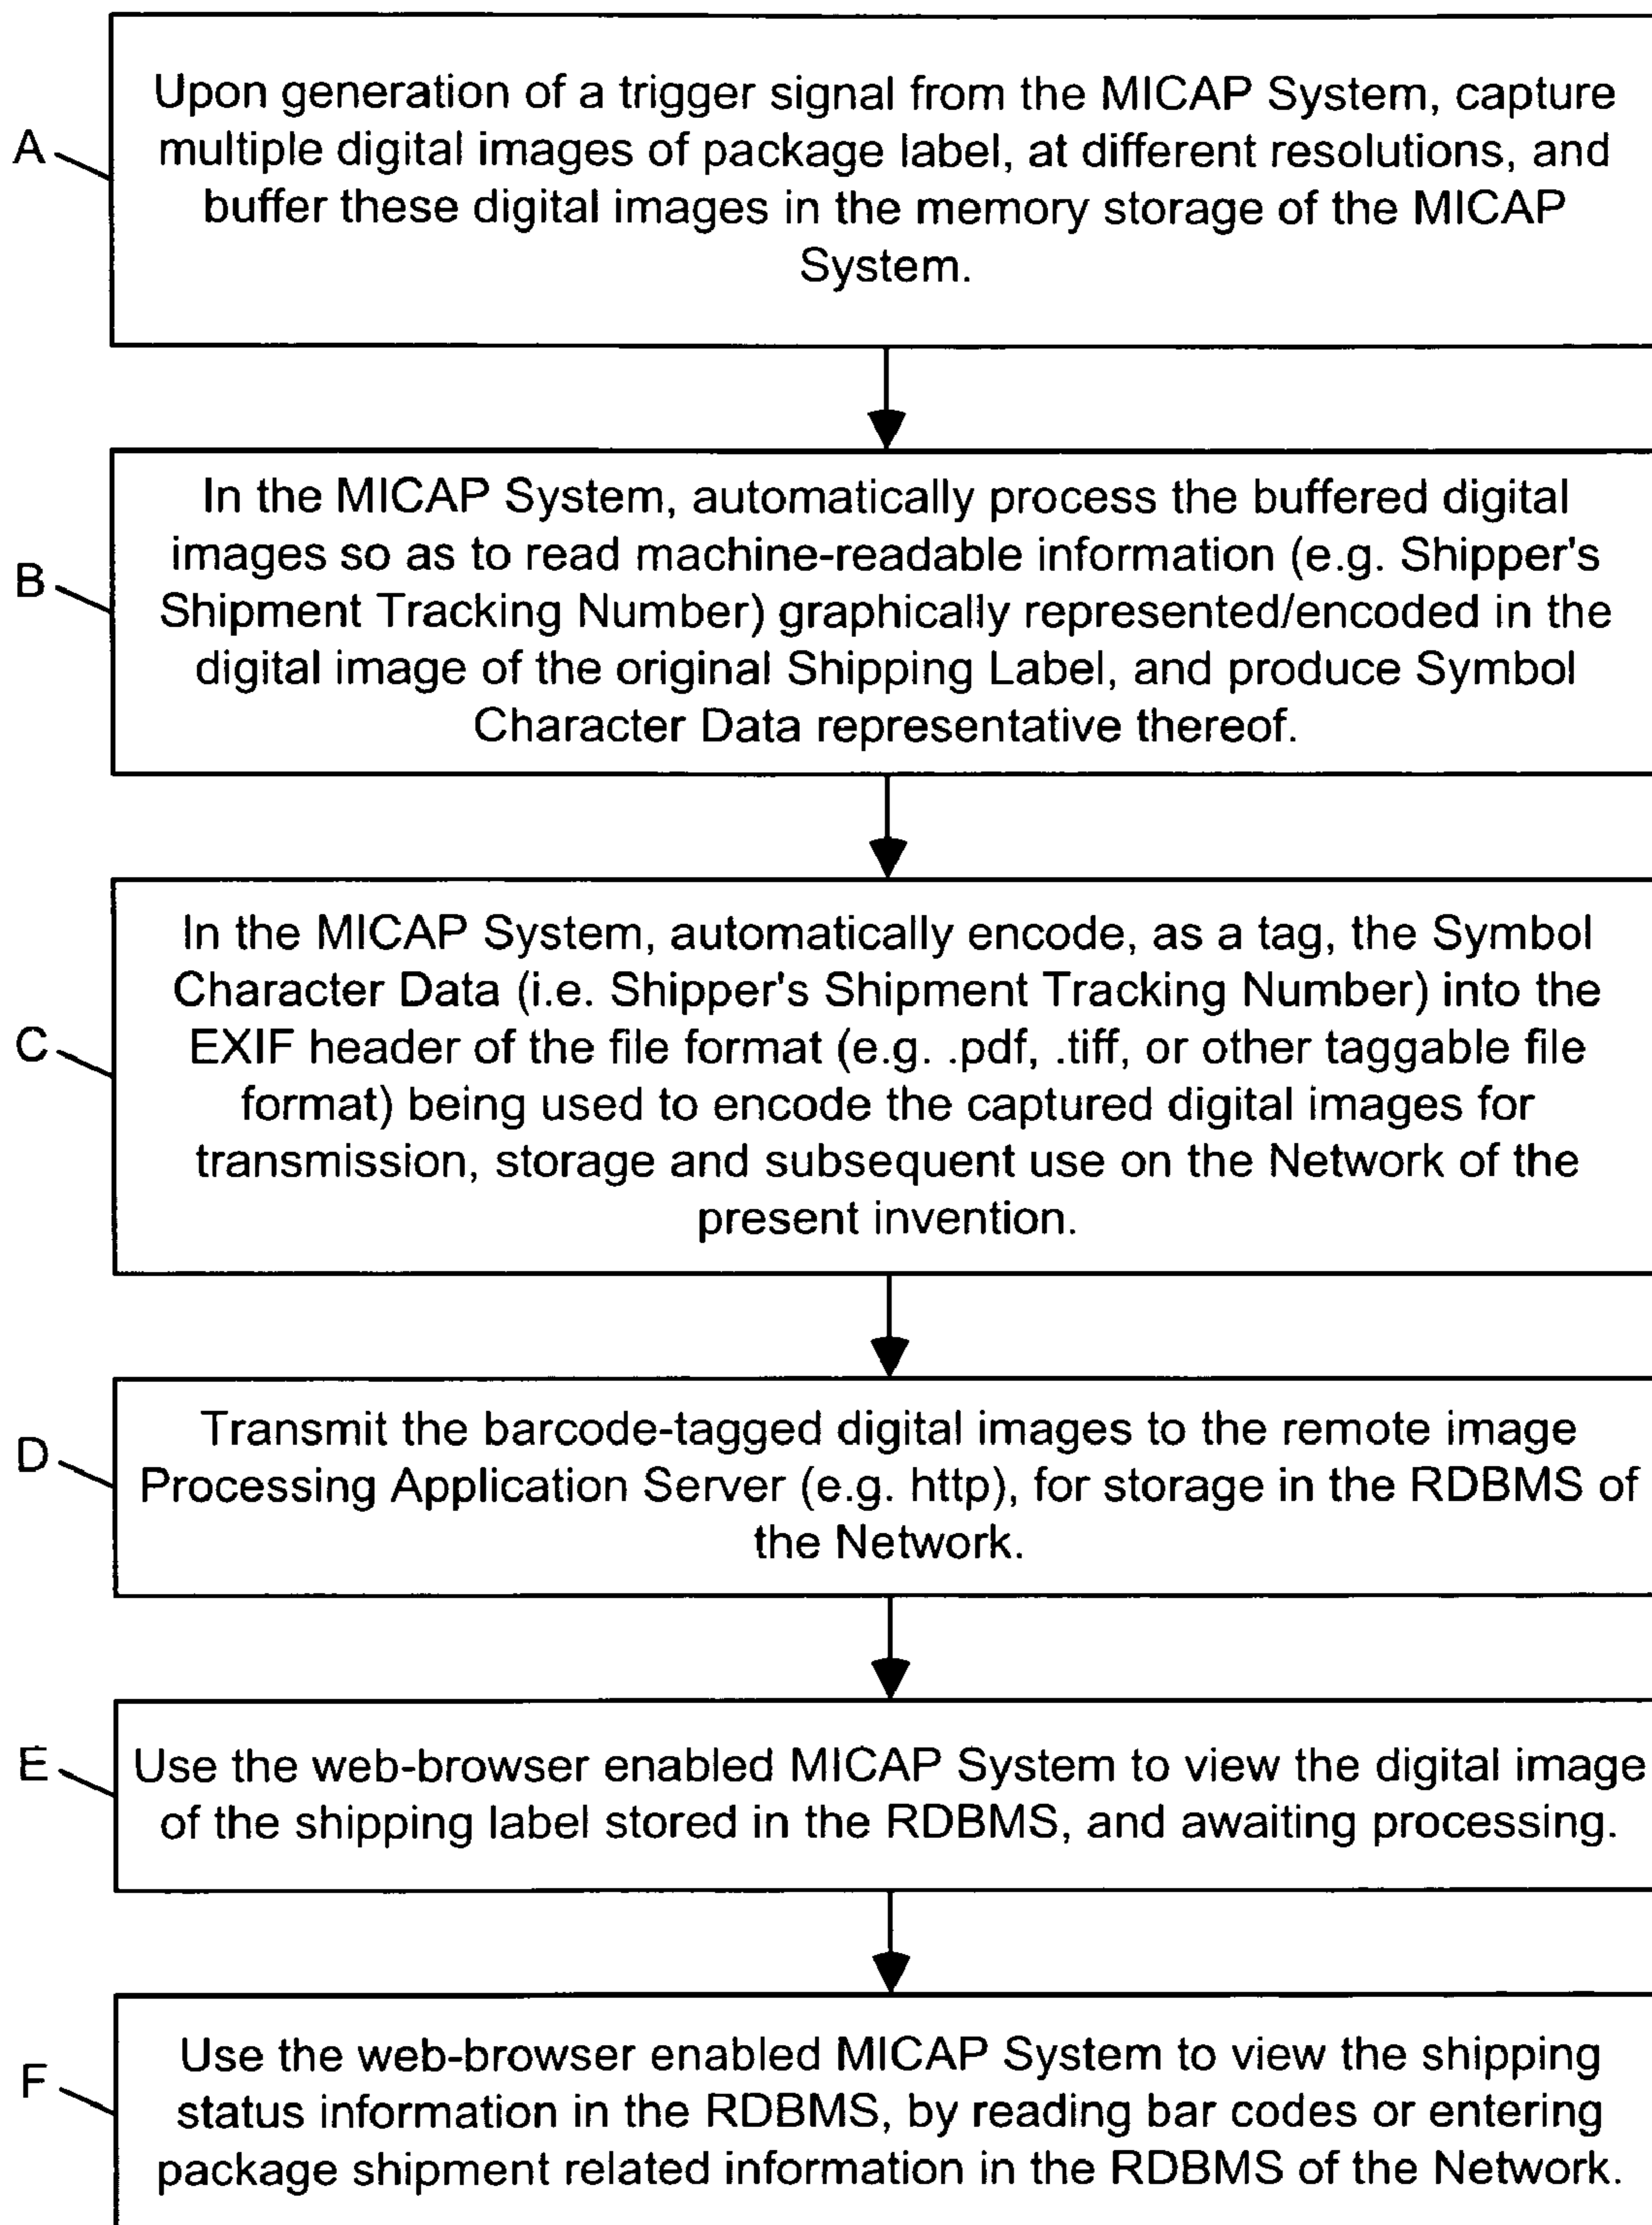 A
Upon generation of a trigger signal from the MICAP System, capture
multiple digital images of package label, at different resolutions, and
buffer these digital images in the memory storage of the MICAP
System.
B
In the MICAP System, automatically process the buffered digital
images so as to read machine-readable information (e.g. Shipper's
Shipment Tracking Number) graphically represented/encoded in the
digital image of the original Shipping Label, and produce Symbol
Character Data representative thereof.
C
In the MICAP System, automatically encode, as a tag, the Symbol
Character Data (i.e. Shipper's Shipment Tracking Number) into the
EXIF header of the file format (e.g. .pdf, .tiff, or other taggable file
format) being used to encode the captured digital images for
transmission, storage and subsequent use on the Network of the
present invention.
D
Transmit the barcode-tagged digital images to the remote image
Processing Application Server (e.g. http), for storage in the RDBMS of
the Network.
E
Use the web-browser enabled MICAP System to view the digital image
of the shipping label stored in the RDBMS, and awaiting processing.
F
Use the web-browser enabled MICAP System to view the shipping
status information in the RDBMS, by reading bar codes or entering
package shipment related information in the RDBMS of the Network.